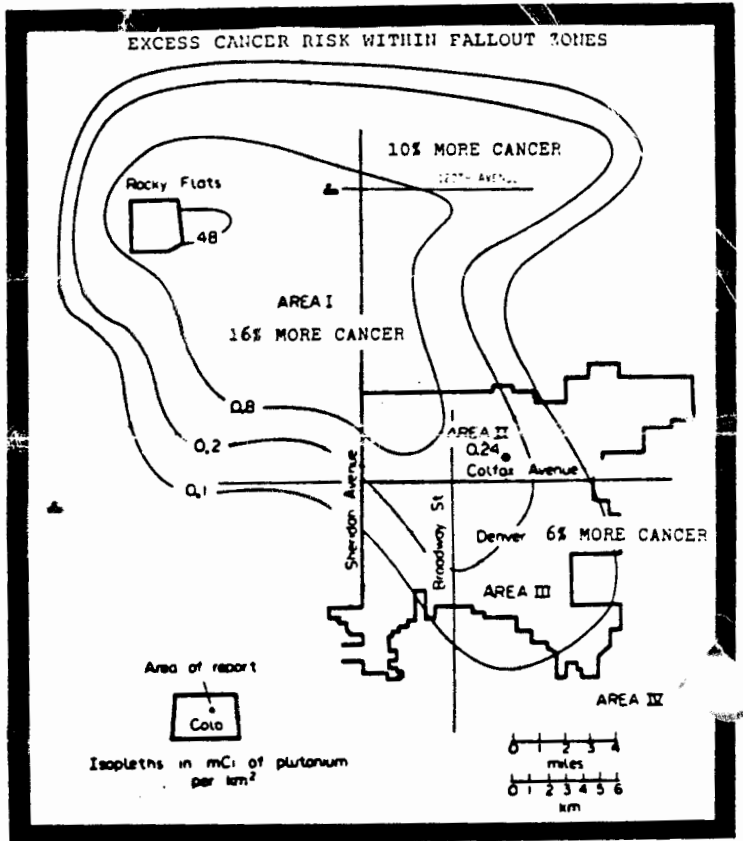 EXCESS CANCER RISK WITHIN FALLOUT ZONES
10% MORE CANCER
120TH AVENUE
Rocky Flats
48
AREA I
16% MORE CANCER
0.8
AREA II
0.2
0.24
Colfax Avenue
0.1
Sheridan Avenue
Broadway St
Denver
6% MORE CANCER
AREA III
Area of report
Colo
AREA IV
Isopleths in mCi of plutonium
per km²
0 1 2 3 4
miles
0 1 2 3 4 5 6
km